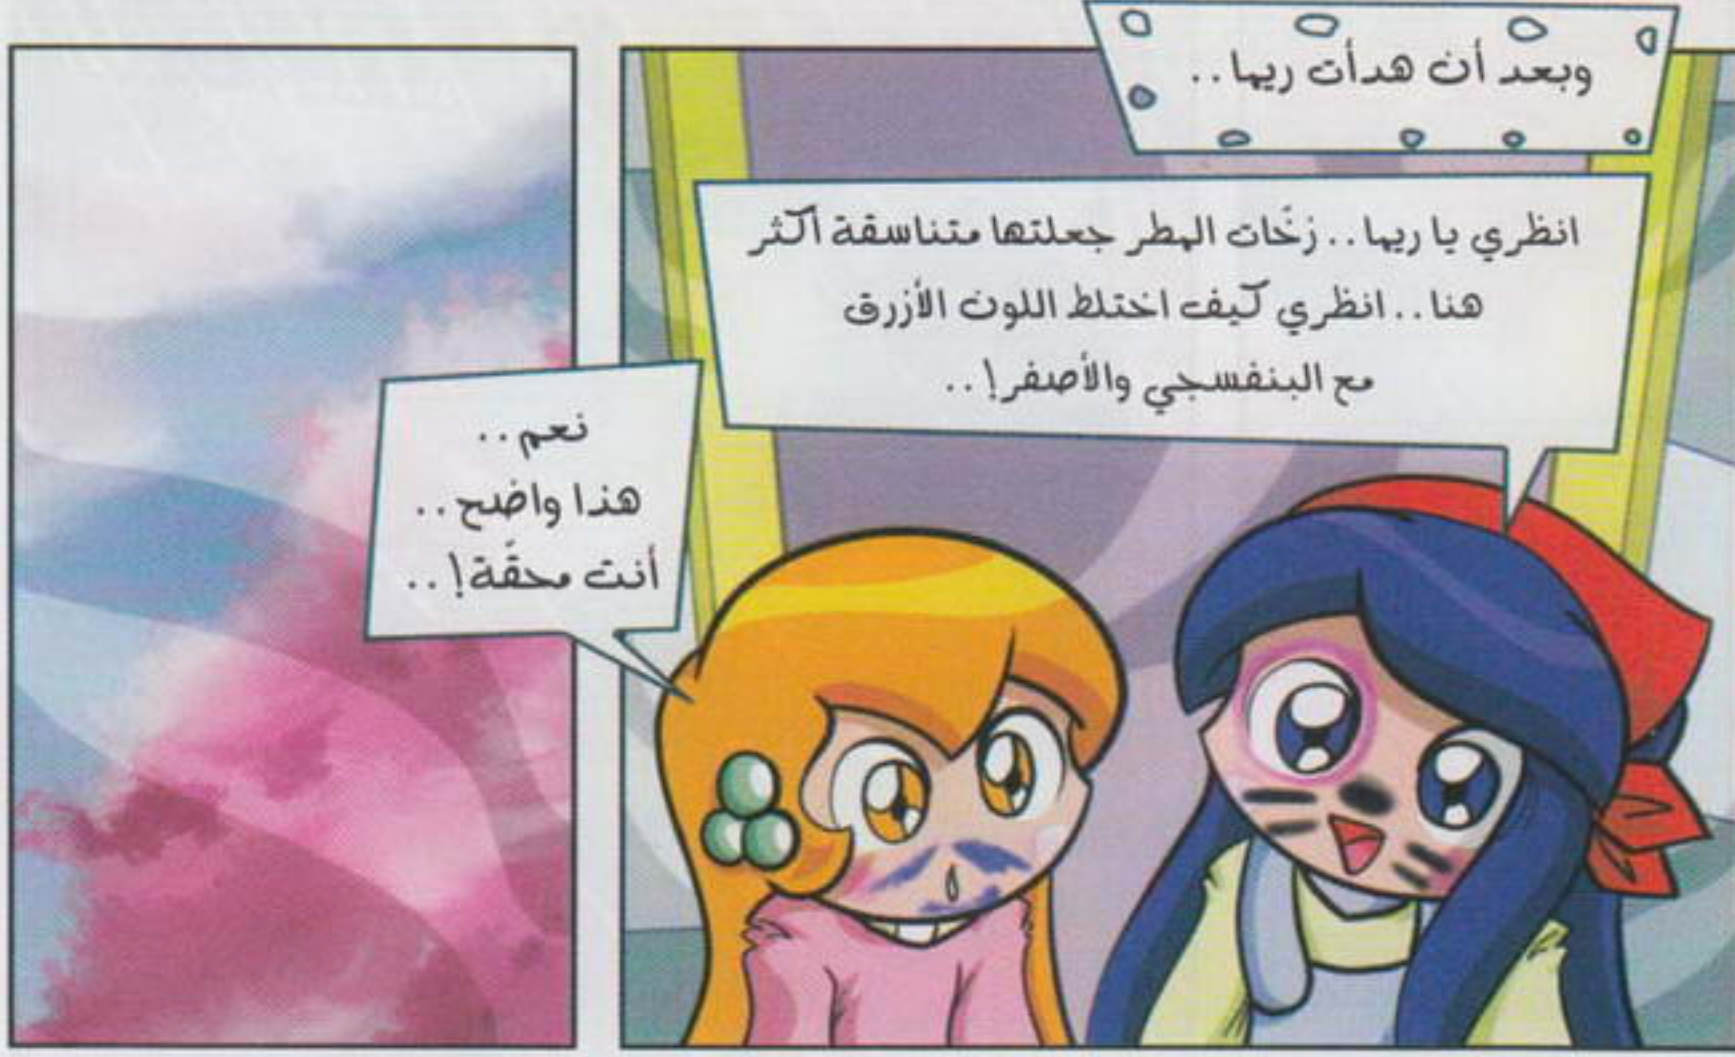 وبعد أن هدأت ريما..
انظري يا ريما..زخّات المطر جعلتها متناسقة أكثر
هنا..انظري كيف اختلط اللون الأزرق
مع البنفسجي والأصفر!..
نعم..
هذا واضح..
أنت محقّة!..